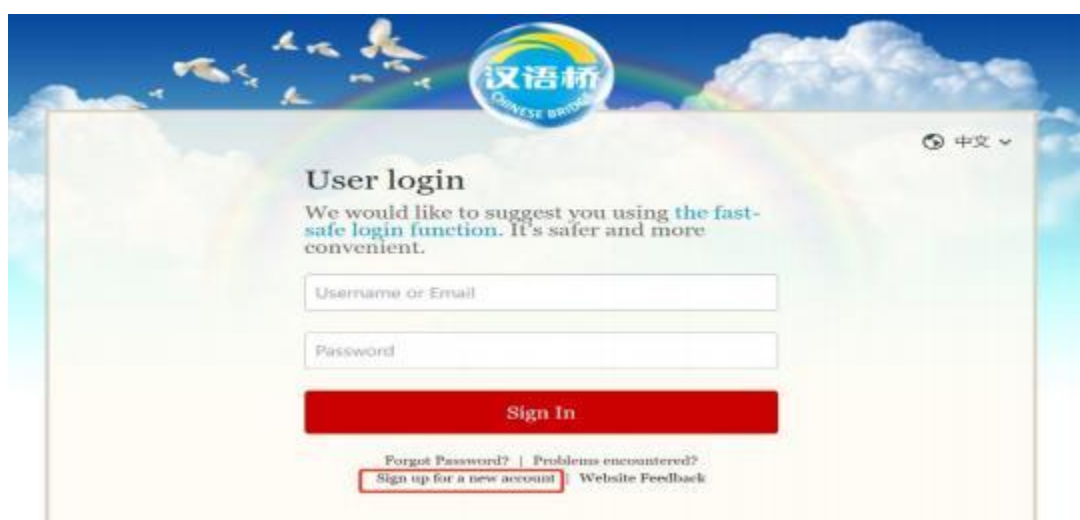 汉语桥
CHINESE BRIDGE
中文
User login
We would like to suggest you using the fast-
safe login function. It's safer and more
convenient.
Username or Email
Password
Sign In
Forgot Password? | Problems encountered?
Sign up for a new account | Website Feedback